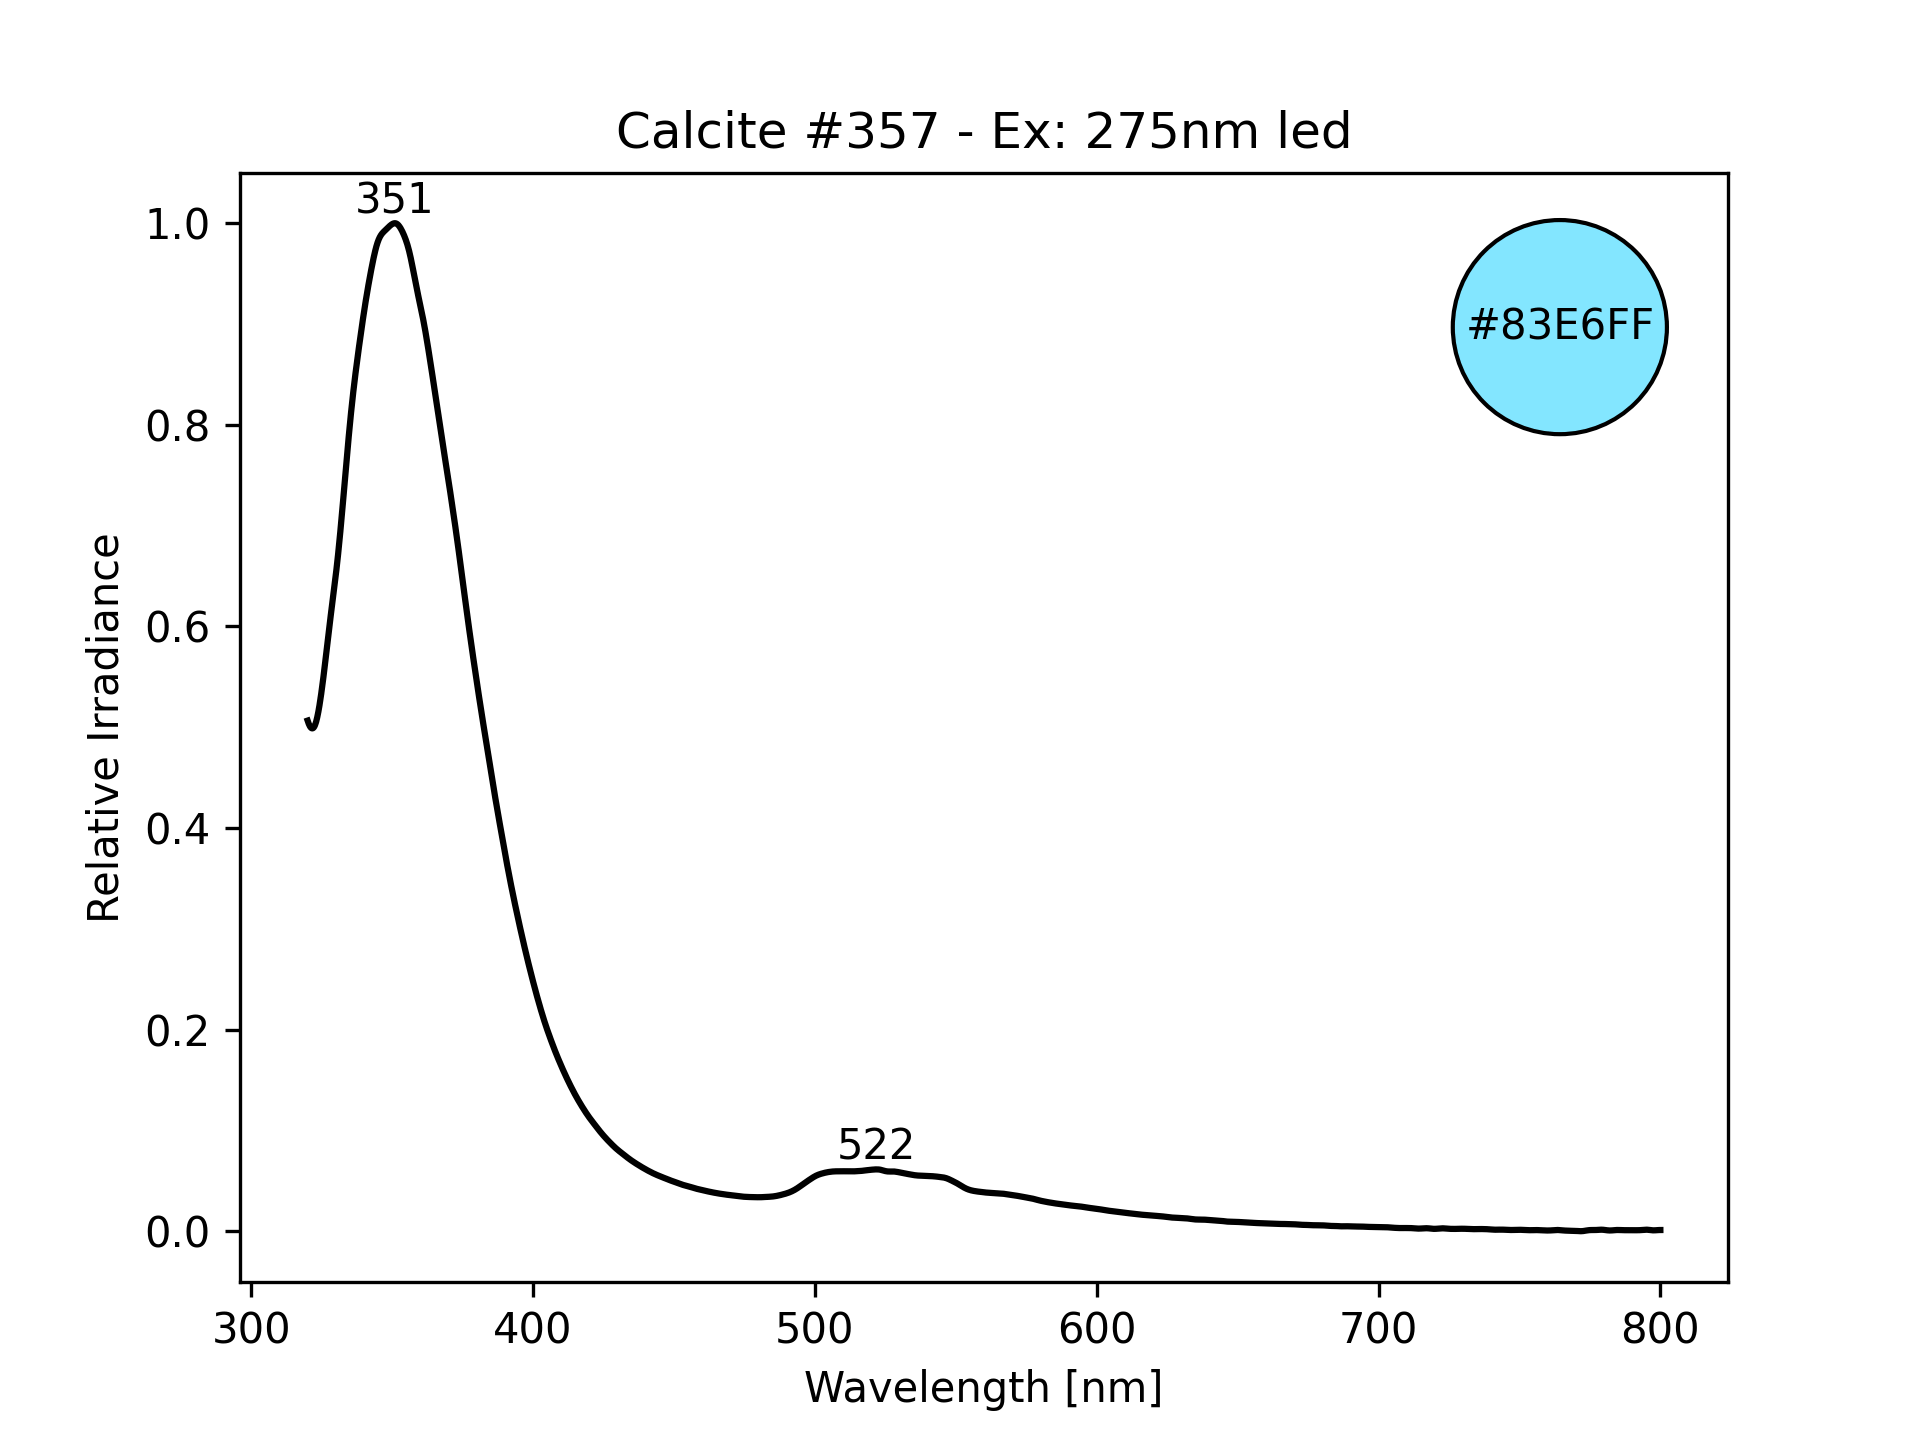 Calcite #357 - Ex: 275nm led
351
#83E6FF
522
1.0
0.8
0.6
0.4
0.2
0.0
Relative Irradiance
300 400 500 600 700 800
Wavelength [nm]